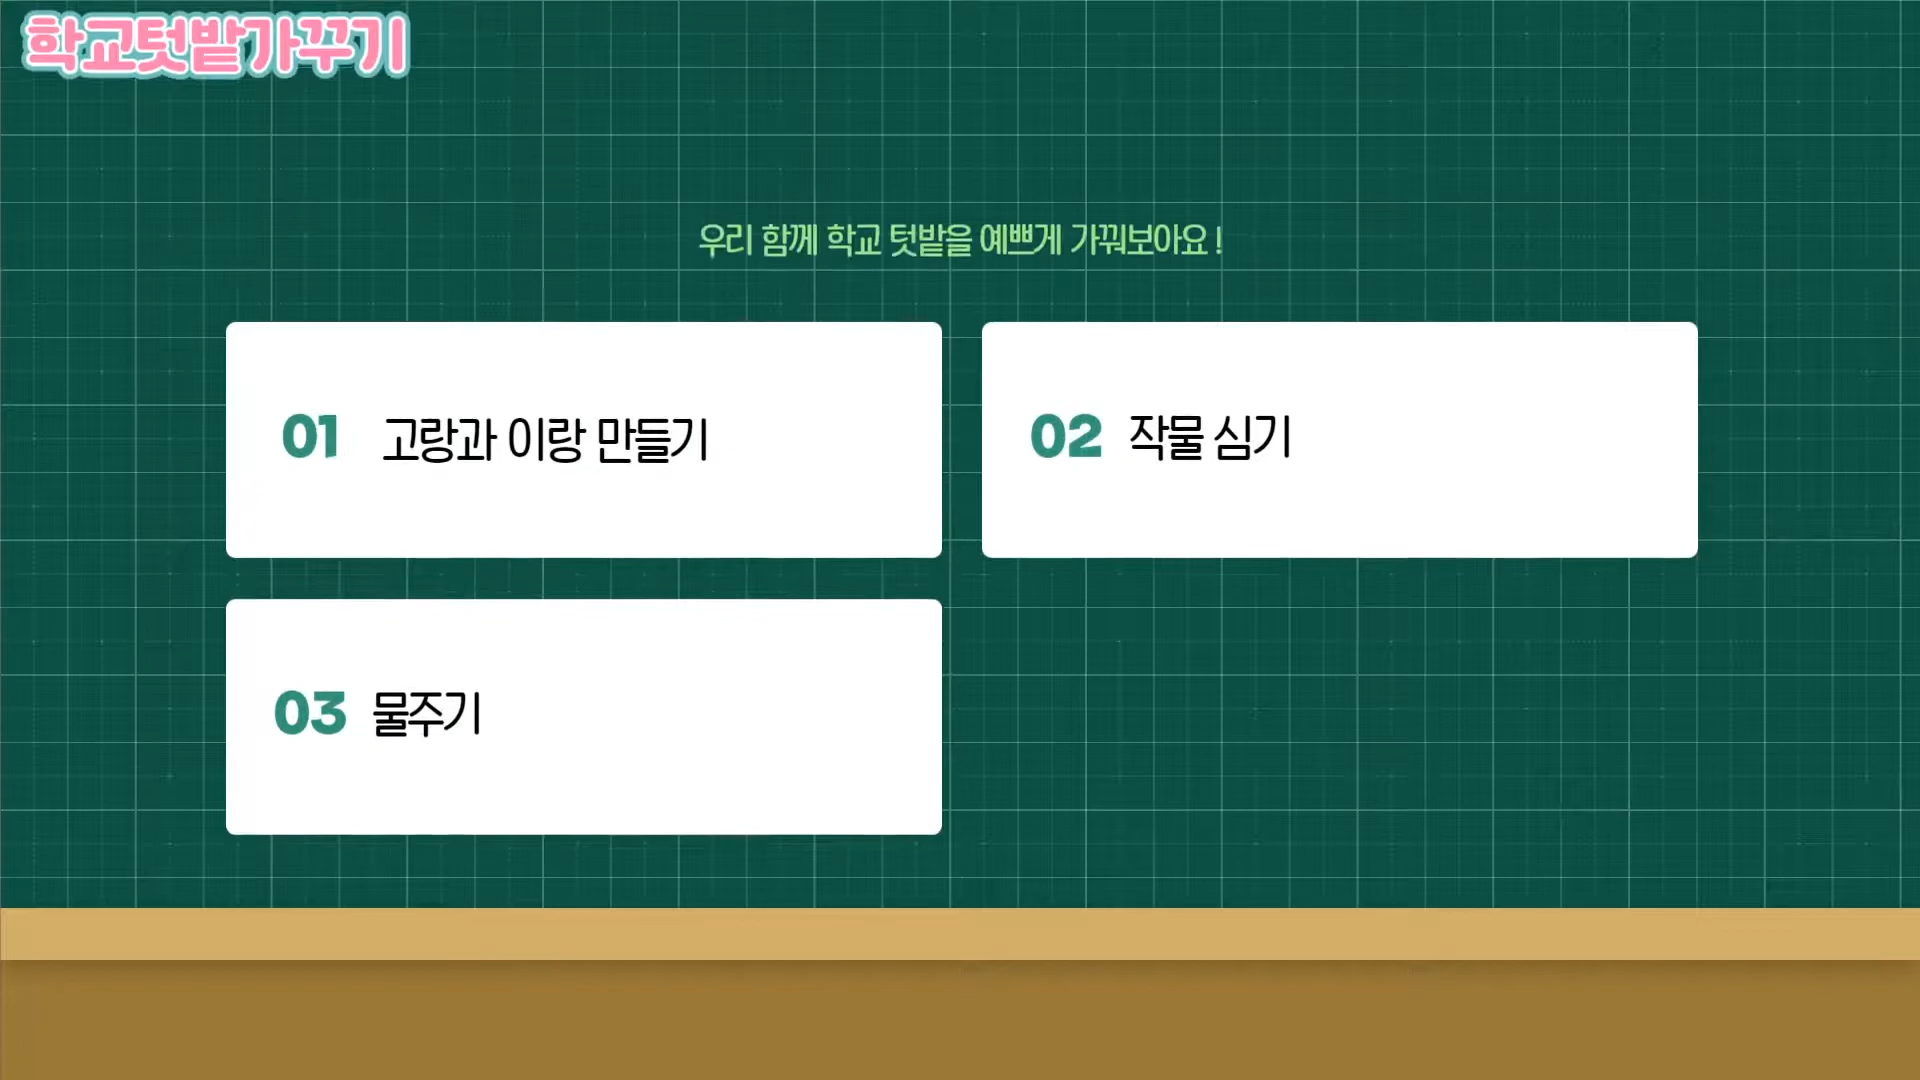 학교텃밭가꾸기
우리 함께 학교 텃밭을 예쁘게 가꿔보아요!
01 고랑과 이랑 만들기
02 작물 심기
03 물주기